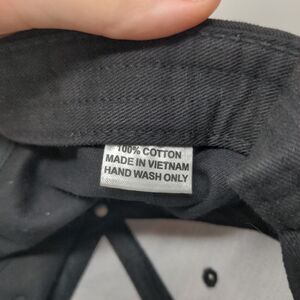 100% COTTON
MADE IN VIETNAM
HAND WASH ONLY